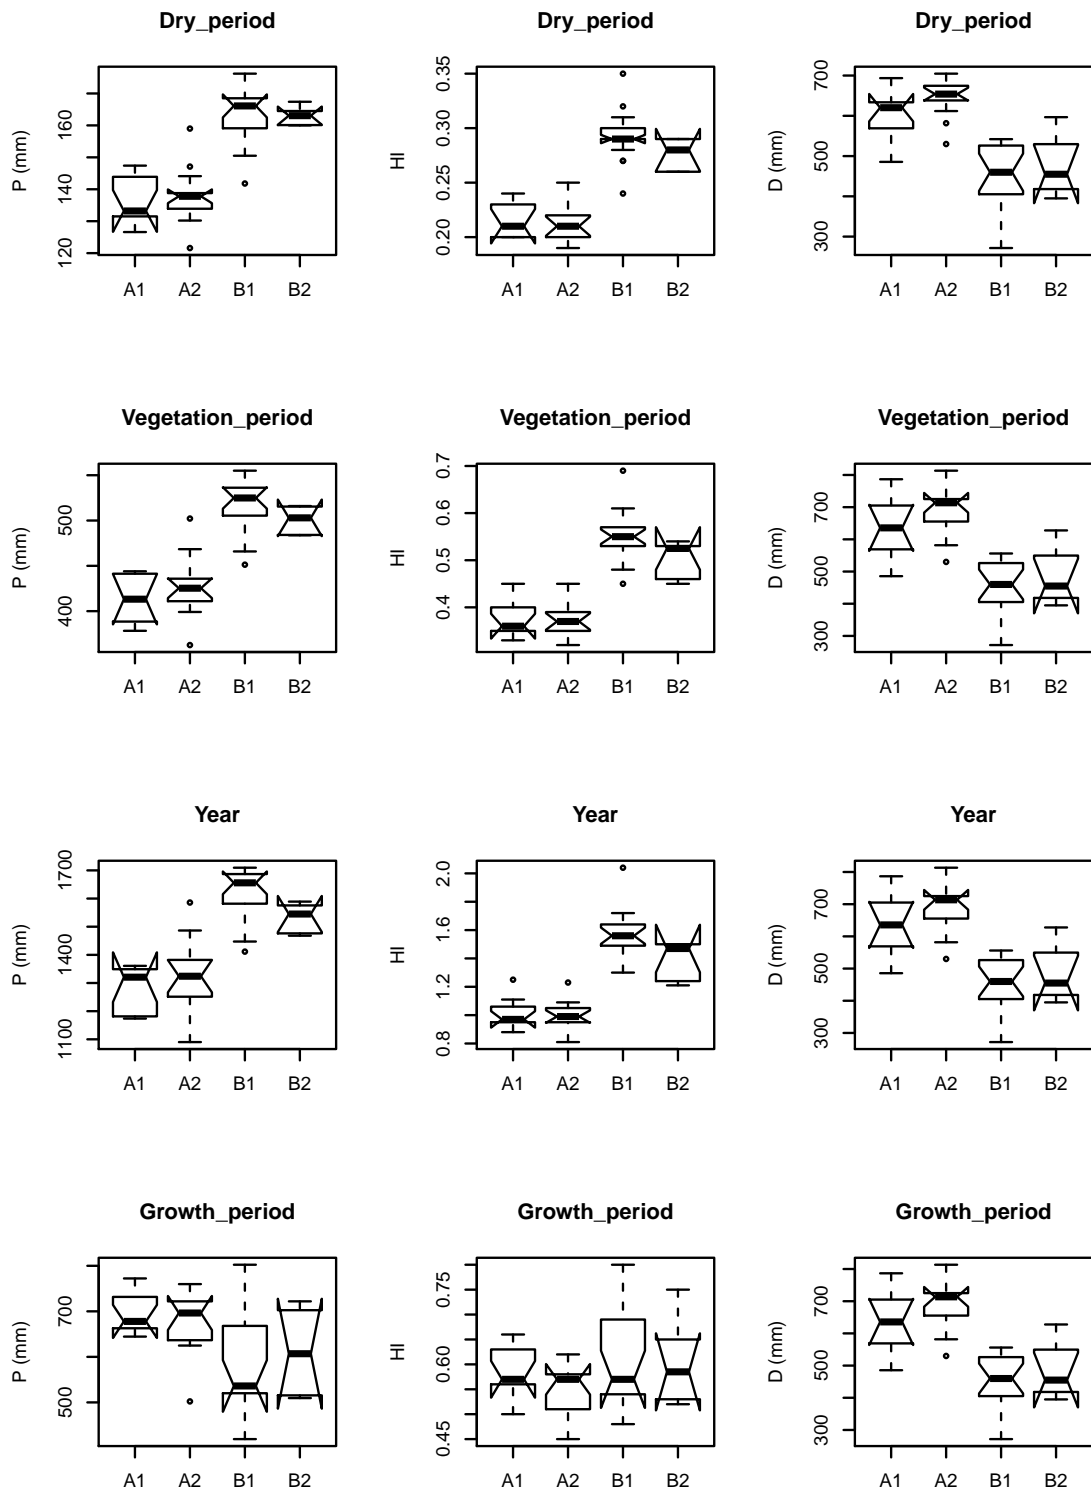 Dry_period Dry_period Dry_period
P (mm) 120 140 160
A1 A2 B1 B2
HI 0.20 0.25 0.30 0.35
A1 A2 B1 B2
D (mm) 300 500 700
A1 A2 B1 B2
Vegetation_period Vegetation_period Vegetation_period
P (mm) 400 500
A1 A2 B1 B2
HI 0.4 0.5 0.6 0.7
A1 A2 B1 B2
D (mm) 300 500 700
A1 A2 B1 B2
Year Year Year
P (mm) 1100 1400 1700
A1 A2 B1 B2
HI 0.8 1.2 1.6 2.0
A1 A2 B1 B2
D (mm) 300 500 700
A1 A2 B1 B2
Growth_period Growth_period Growth_period
P (mm) 500 700
A1 A2 B1 B2
HI 0.45 0.60 0.75
A1 A2 B1 B2
D (mm) 300 500 700
A1 A2 B1 B2